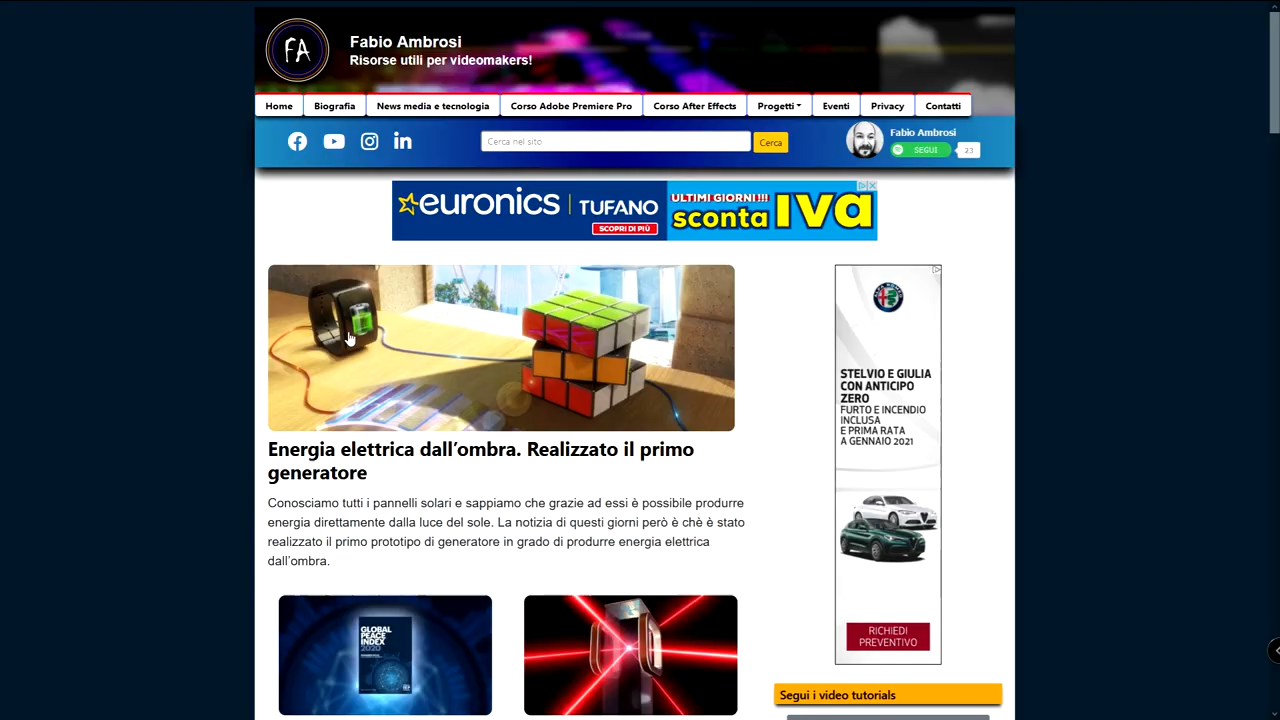 FA
Fabio Ambrosi
Risorse utili per videomakers!
Home Biografia News media e tecnologia Corso Adobe Premiere Pro Corso After Effects Progetti Eventi Privacy Contatti
Cerca nel sito Cerca
Fabio Ambrosi
SEGUI 23
euronics TUFANO
SCOPRI DI PIÙ
ULTIMI GIORNI!!!
sconta IVA
STELVIO E GIULIA
CON ANTICIPO
ZERO
FURTO E INCENDIO
INCLUSA
E PRIMA RATA
A GENNAIO 2021
RICHIEDI
PREVENTIVO
Energia elettrica dall’ombra. Realizzato il primo
generatore
Conosciamo tutti i pannelli solari e sappiamo che grazie ad essi è possibile produrre
energia direttamente dalla luce del sole. La notizia di questi giorni però è chè è stato
realizzato il primo prototipo di generatore in grado di produrre energia elettrica
dall’ombra.
GLOBAL
PEACE
INDEX
2020
Segui i video tutorials